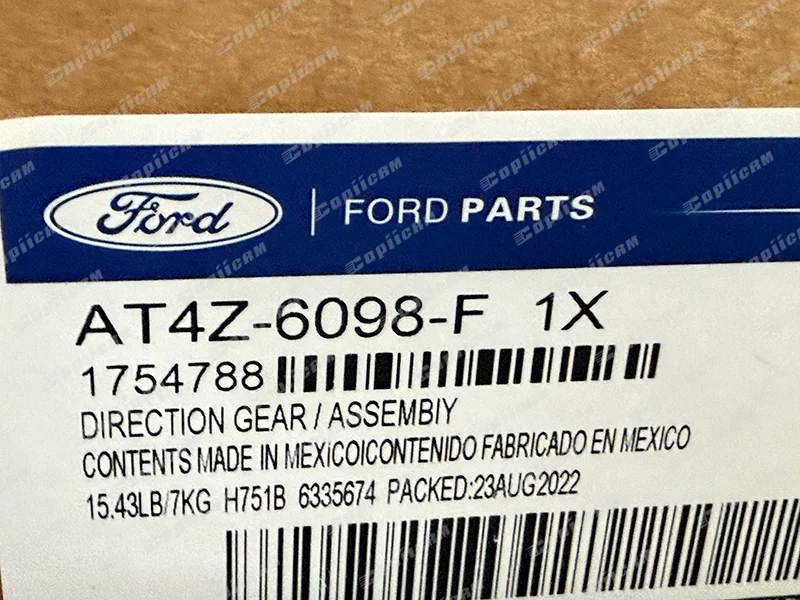 Ford | FORD PARTS
AT4Z-6098-F 1X
1754788
DIRECTION GEAR / ASSEMBIY
CONTENTS MADE IN MEXiCOICONTENIDO FABRICADO EN MEXICO
15.43LB/7KG H751B 6335674 PACKED:23AUG2022
CopiicAM